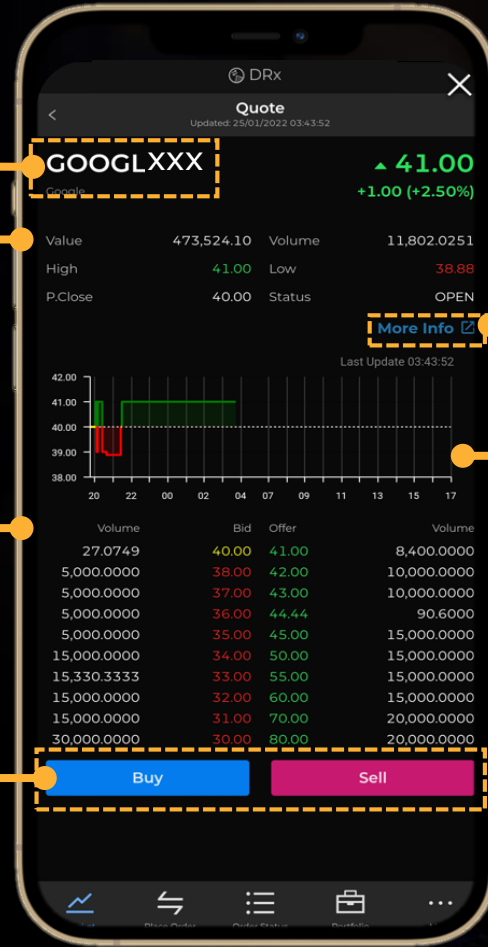 DRx
Quote
Updated: 25/01/2022 03:43:52
GOOGLXXX
41.00
Google
+1.00 (+2.50%)
Value 473,524.10 Volume 11,802.0251
High 41.00 Low 38.88
P.Close 40.00 Status OPEN
More Info
Last Update 03:43:52
42.00
41.00
40.00
39.00
38.00
20 22 00 02 04 07 09 11 13 15 17
Volume Bid Offer Volume
27.0749 40.00 41.00 8,400.0000
5,000.0000 38.00 42.00 10,000.0000
5,000.0000 37.00 43.00 10,000.0000
5,000.0000 36.00 44.44 90.6000
5,000.0000 35.00 45.00 15,000.0000
15,000.0000 34.00 50.00 15,000.0000
15,330.3333 33.00 55.00 15,000.0000
15,000.0000 32.00 60.00 15,000.0000
15,000.0000 31.00 70.00 20,000.0000
30,000.0000 30.00 80.00 20,000.0000
Buy Sell
Place Order Order Status Portfolio